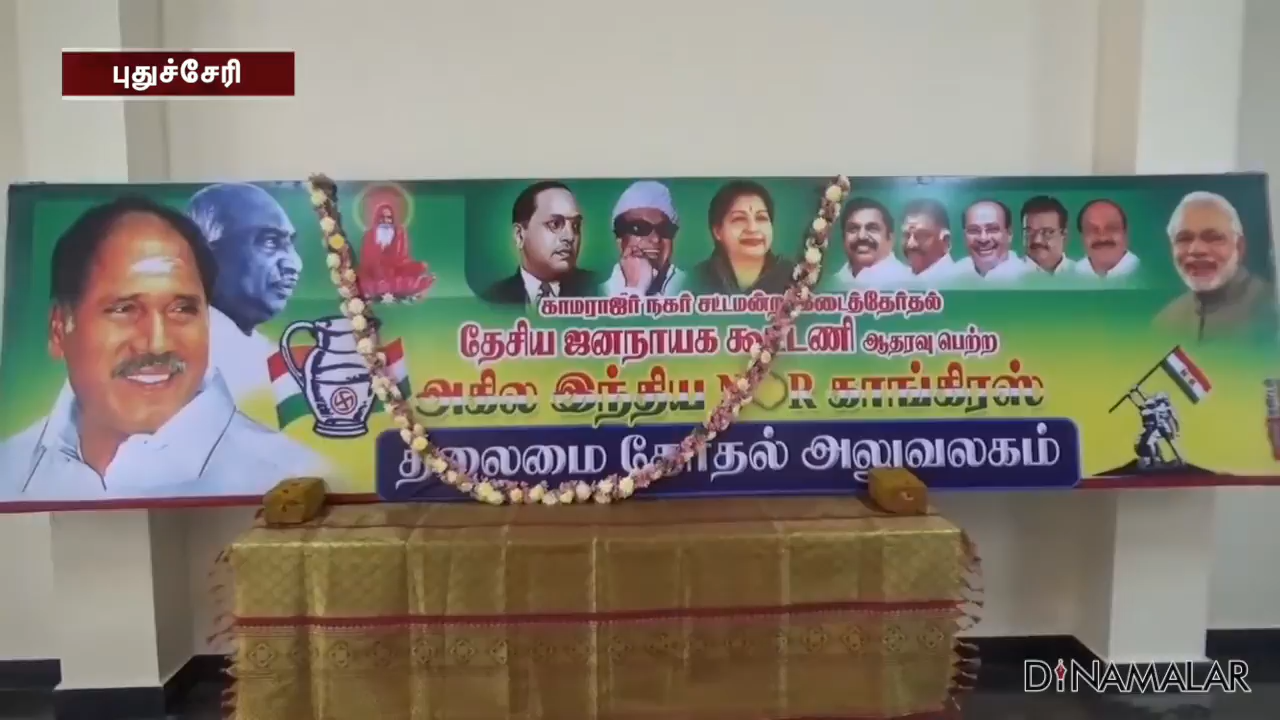 புதுச்சேரி
காமராஜர் நகர் சட்டமன்ற இடைத்தேர்தல்
தேசிய ஜனநாயக கூட்டணி ஆதரவு பெற்ற
அகில இந்திய NR காங்கிரஸ்
தலைமை தேர்தல் அலுவலகம்
DINAMALAR